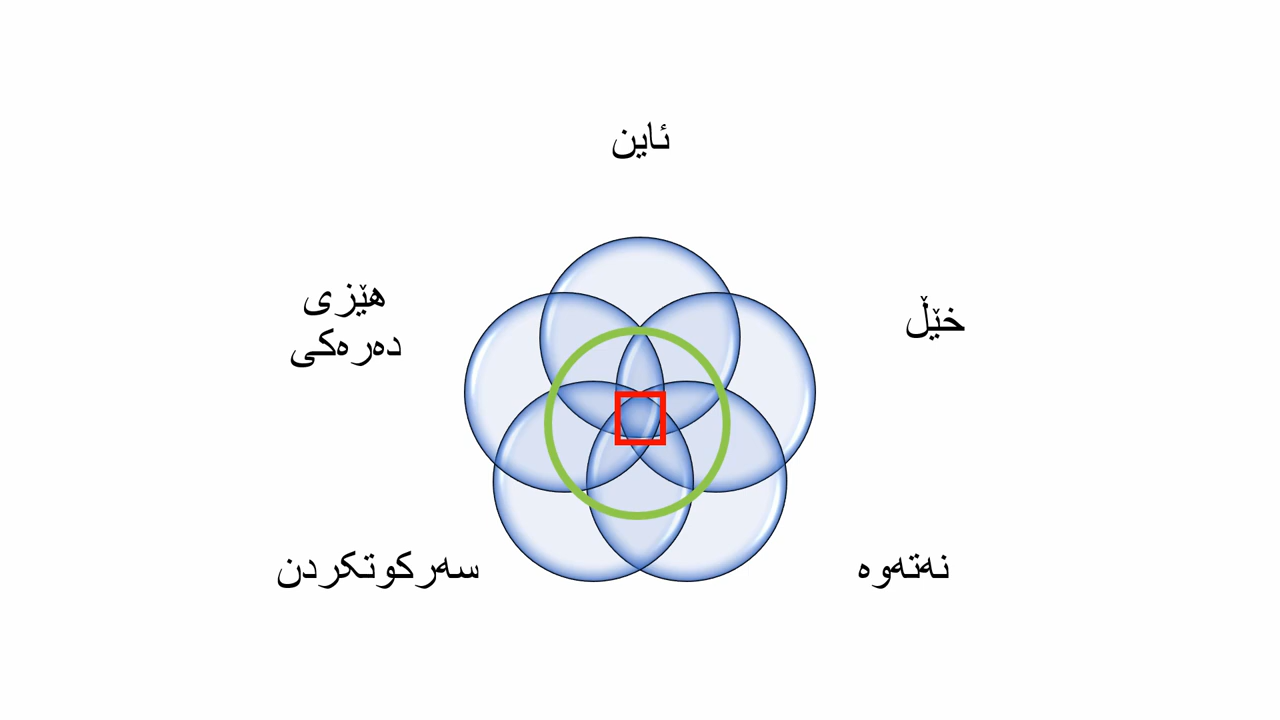 ئاین
خێڵ
هێزی
دەرەکی
سەرکوتکردن
نەتەوە